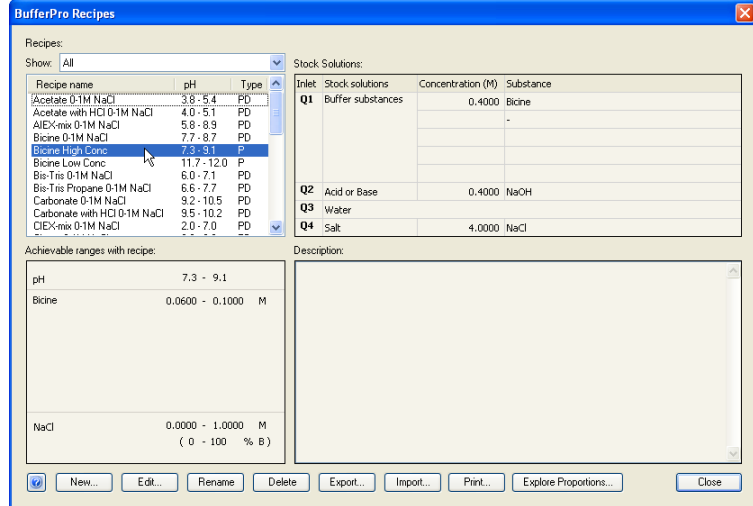 BufferPro Recipes
Recipes:
Show: All
Recipe name pH Type
Acetate 0-1M NaCl 3.8 - 5.4 PD
Acetate with HCl 0-1M NaCl 4.0 - 5.1 PD
AIEX-mix 0-1M NaCl 5.8 - 8.9 PD
Bicine 0-1M NaCl 7.7 - 8.7 PD
Bicine High Conc 7.3 - 9.1 P
Bicine Low Conc 11.7 - 12.0 P
Bis-Tris 0-1M NaCl 6.0 - 7.1 PD
Bis-Tris Propane 0-1M NaCl 6.6 - 7.7 PD
Carbonate 0-1M NaCl 9.2 - 10.5 PD
Carbonate with HCl 0-1M NaCl 9.5 - 10.2 PD
CIEX-mix 0-1M NaCl 2.0 - 7.0 PD
Stock Solutions:
Inlet Stock solutions Concentration (M) Substance
Q1 Buffer substances 0.4000 Bicine
-
Q2 Acid or Base 0.4000 NaOH
Q3 Water
Q4 Salt 4.0000 NaCl
Achievable ranges with recipe:
pH 7.3 - 9.1
Bicine 0.0600 - 0.1000 M
NaCl 0.0000 - 1.0000 M
( 0 - 100 % B )
Description:
? New... Edit... Rename Delete Export... Import... Print... Explore Proportions... Close